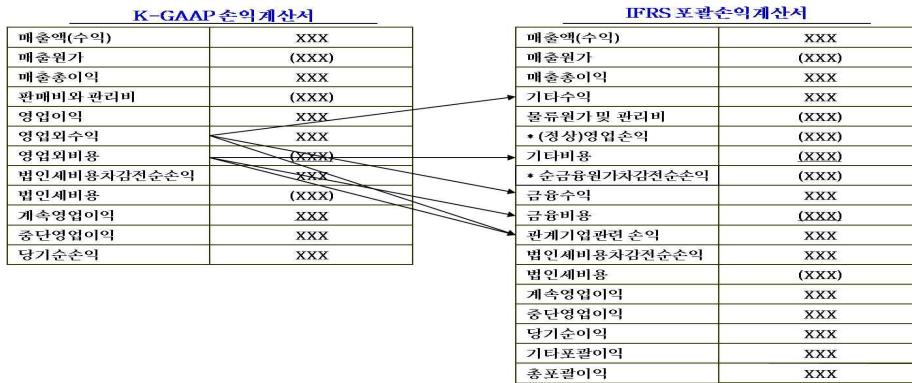 K-GAAP 손익계산서
매출액(수익) XXX
매출원가 (XXX)
매출총이익 XXX
판매비와 관리비 (XXX)
영업이익 XXX
영업외수익 XXX
영업외비용 (XXX)
법인세비용차감전순손익 XXX
법인세비용 (XXX)
계속영업이익 XXX
중단영업이익 XXX
당기순손익 XXX
IFRS 포괄손익계산서
매출액(수익) XXX
매출원가 (XXX)
매출총이익 XXX
기타수익 XXX
물류원가 및 관리비 (XXX)
* (정상)영업손익 (XXX)
기타비용 (XXX)
* 순금융원가차감전순손익 (XXX)
금융수익 XXX
금융비용 (XXX)
관계기업관련 손익 XXX
법인세비용차감전순손익 XXX
법인세비용 (XXX)
계속영업이익 XXX
중단영업이익 XXX
당기순이익 XXX
기타포괄이익 XXX
총포괄이익 XXX